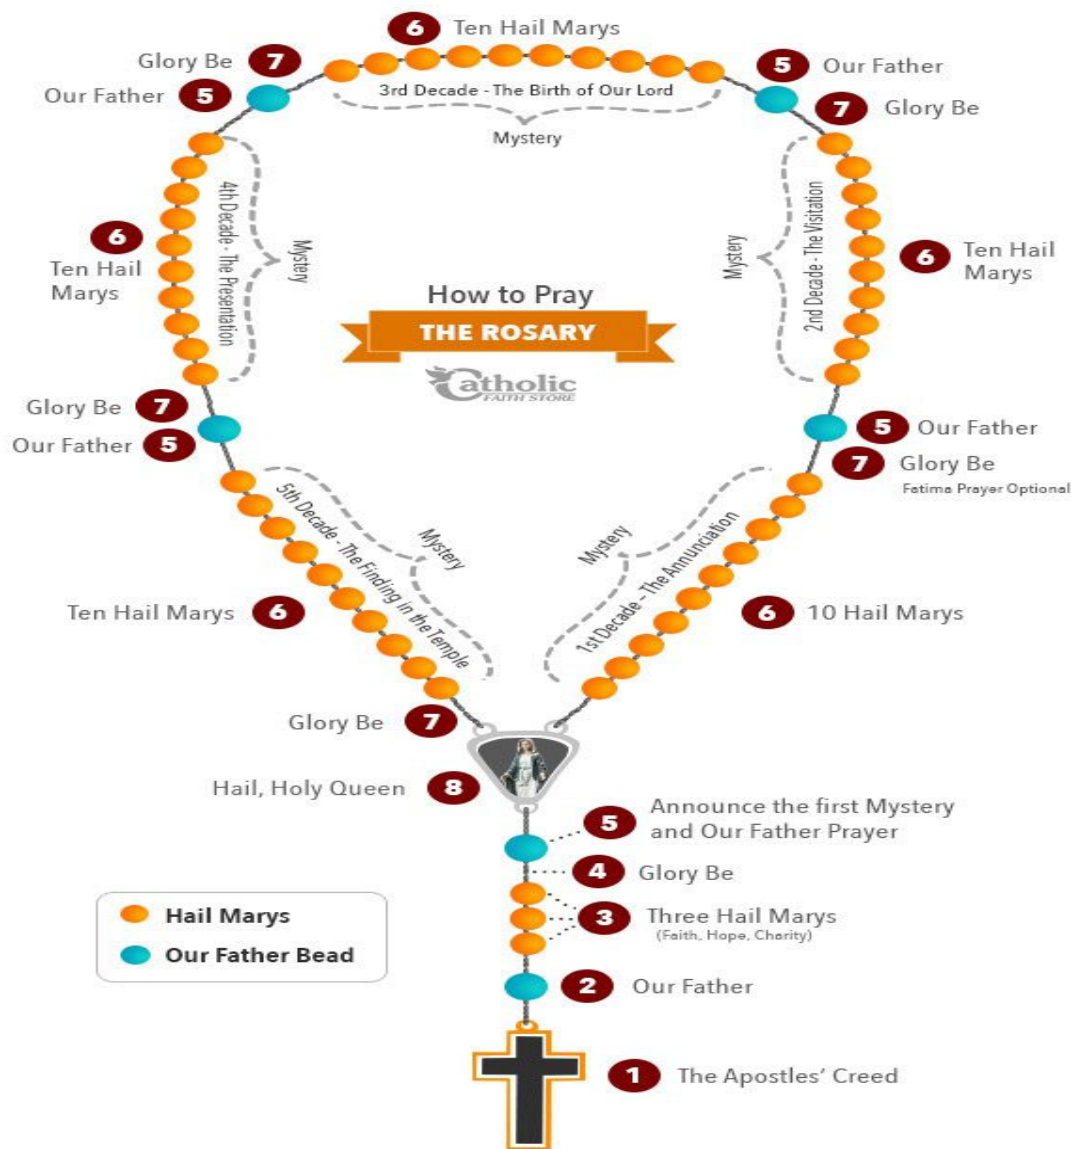 6 Ten Hail Marys
Glory Be 7
Our Father 5
5 Our Father
7 Glory Be
3rd Decade - The Birth of Our Lord
Mystery
4th Decade - The Presentation
Mystery
6
Ten Hail
Marys
Mystery
2nd Decade - The Visitation
6 Ten Hail
Marys
How to Pray
THE ROSARY
Catholic
FAITH STORE
Glory Be 7
Our Father 5
5 Our Father
7 Glory Be
Fatima Prayer Optional
5th Decade - The Finding in the Temple
Mystery
Mystery
1st Decade - The Annunciation
Ten Hail Marys 6
6 10 Hail Marys
Glory Be 7
Hail, Holy Queen 8
5 Announce the first Mystery
and Our Father Prayer
4 Glory Be
3 Three Hail Marys
(Faith, Hope, Charity)
2 Our Father
1 The Apostles' Creed
Hail Marys
Our Father Bead